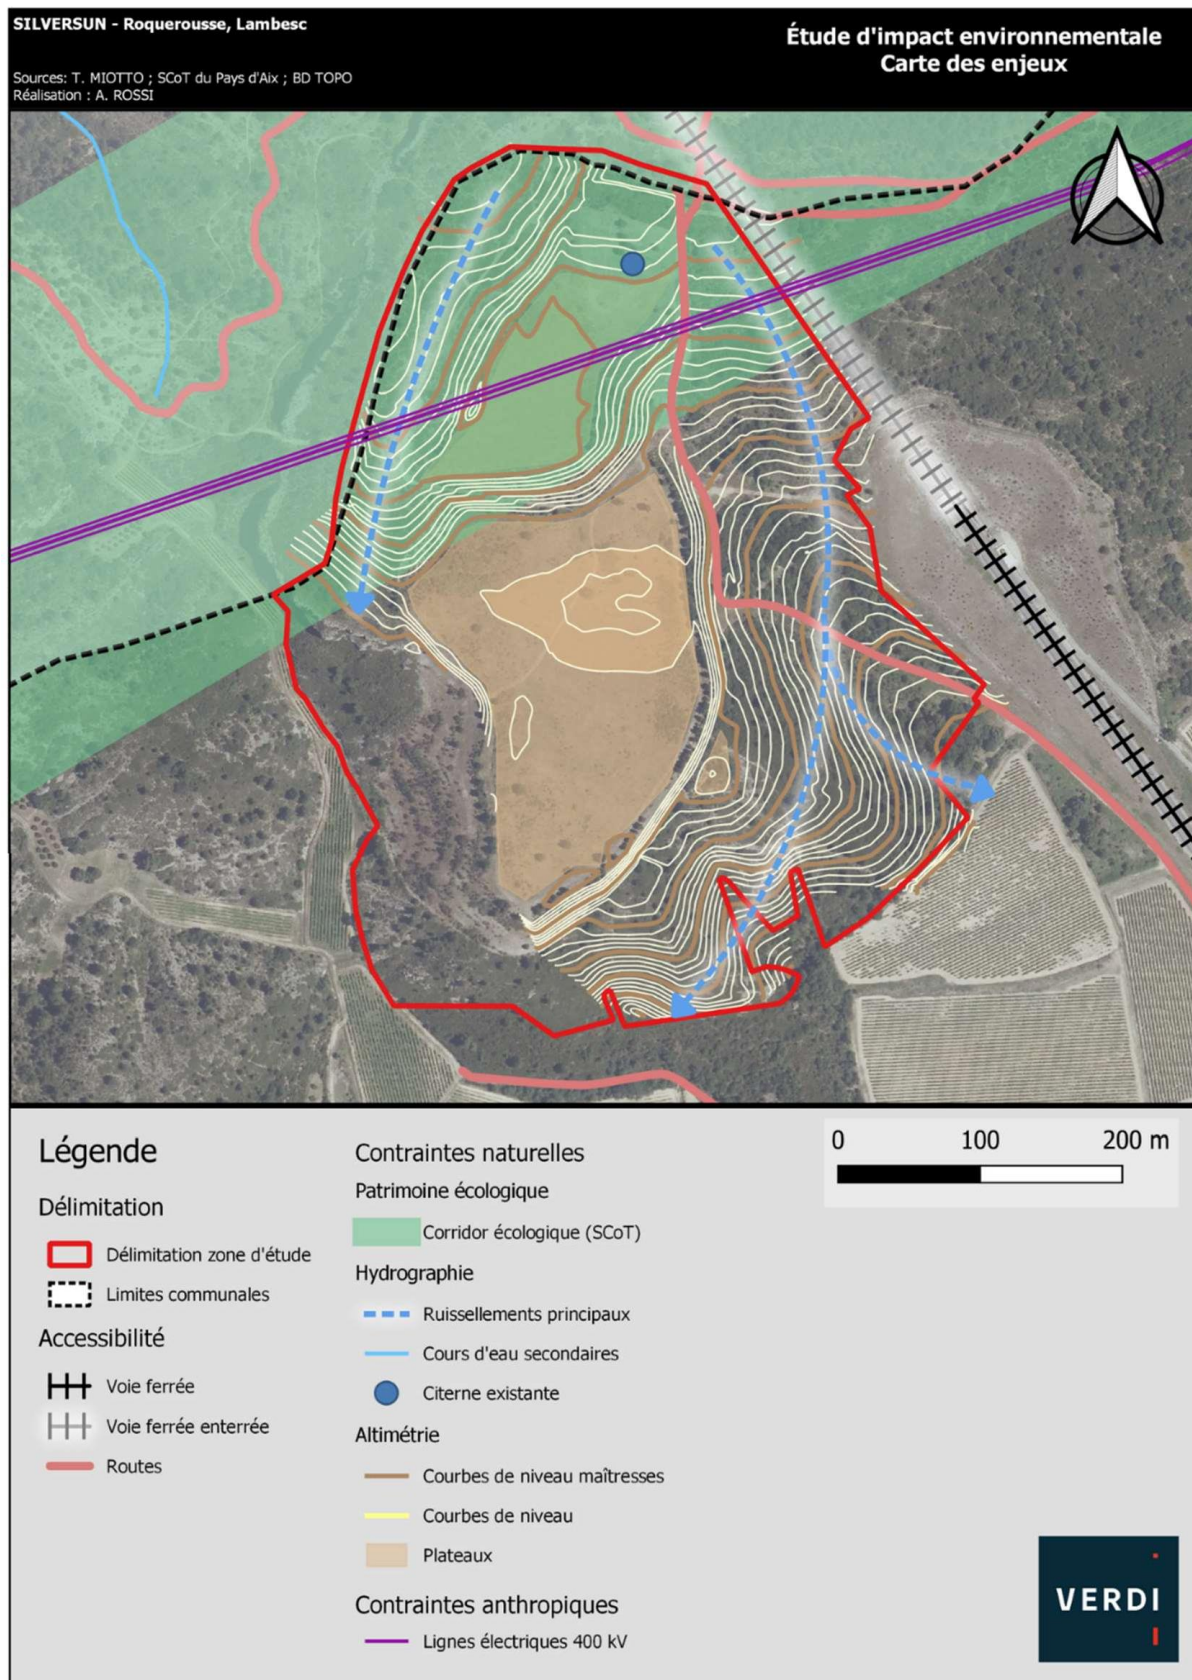 SILVERSUN - Roquerousse, Lambesc
Étude d'impact environnementale
Carte des enjeux
Sources: T. MIOTTO ; SCoT du Pays d'Aix ; BD TOPO
Réalisation : A. ROSSI
Légende
Délimitation
Délimitation zone d'étude
Limites communales
Accessibilité
Voie ferrée
Voie ferrée enterrée
Routes
Contraintes naturelles
Patrimoine écologique
Corridor écologique (SCoT)
Hydrographie
Ruissellements principaux
Cours d'eau secondaires
Citerne existante
Altimétrie
Courbes de niveau maîtresses
Courbes de niveau
Plateaux
Contraintes anthropiques
Lignes électriques 400 kV
0 100 200 m
VERDI